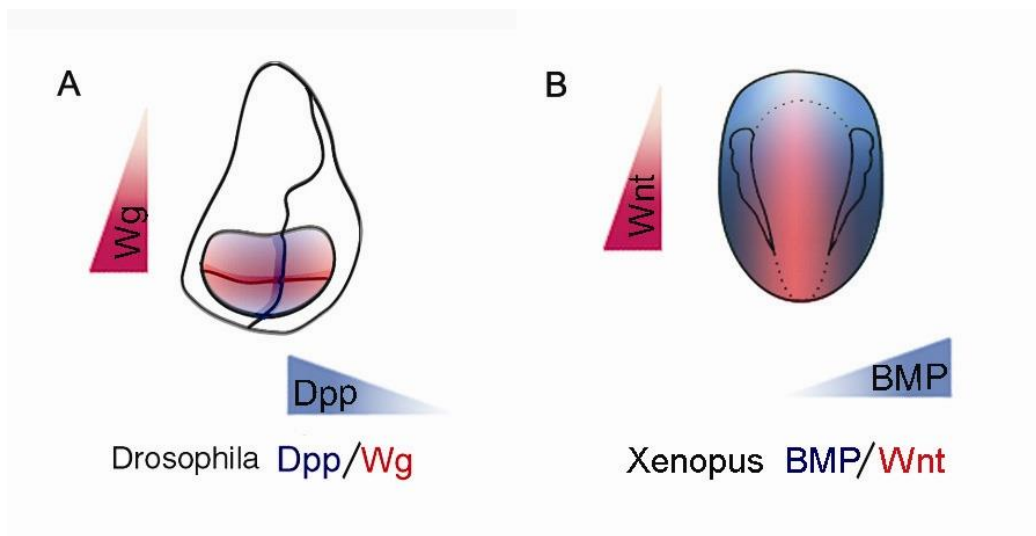 A
B
Wg
Wnt
Dpp
BMP
Drosophila Dpp/Wg
Xenopus BMP/Wnt